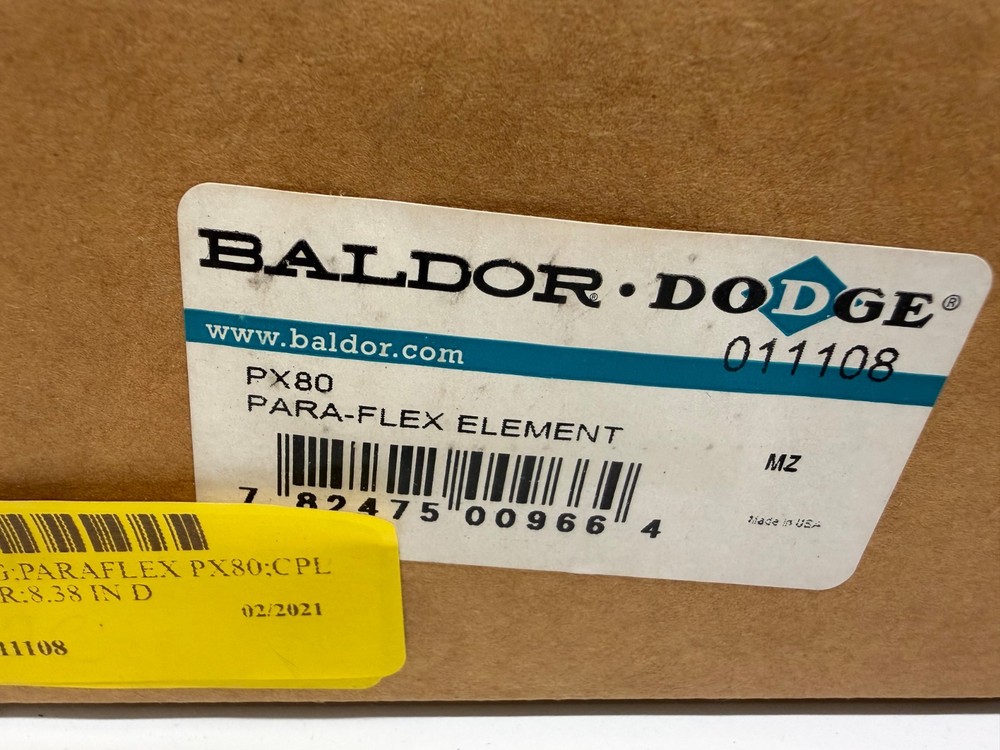 BALDOR · DODGE®
www.baldor.com
011108
PX80
PARA-FLEX ELEMENT
MZ
7 82475 00966 4
Made in USA
G;PARAFLEX PX80;CPL
R;8.38 IN D
02/2021
11108